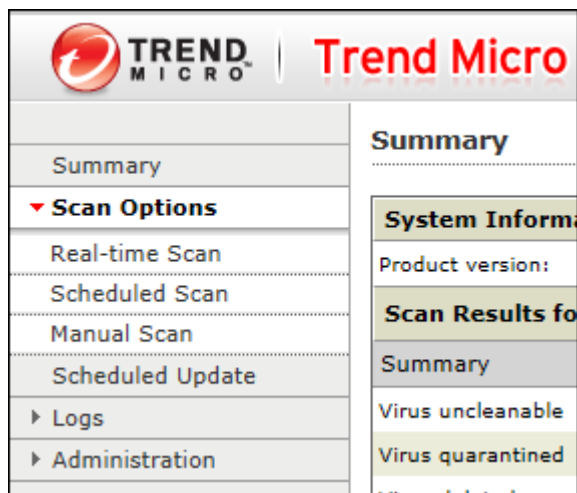 TREND
MICRO™
Trend Micro
Summary
Scan Options
Real-time Scan
Scheduled Scan
Manual Scan
Scheduled Update
Logs
Administration
Summary
System Informa
Product version:
Scan Results fo
Summary
Virus uncleanable
Virus quarantined